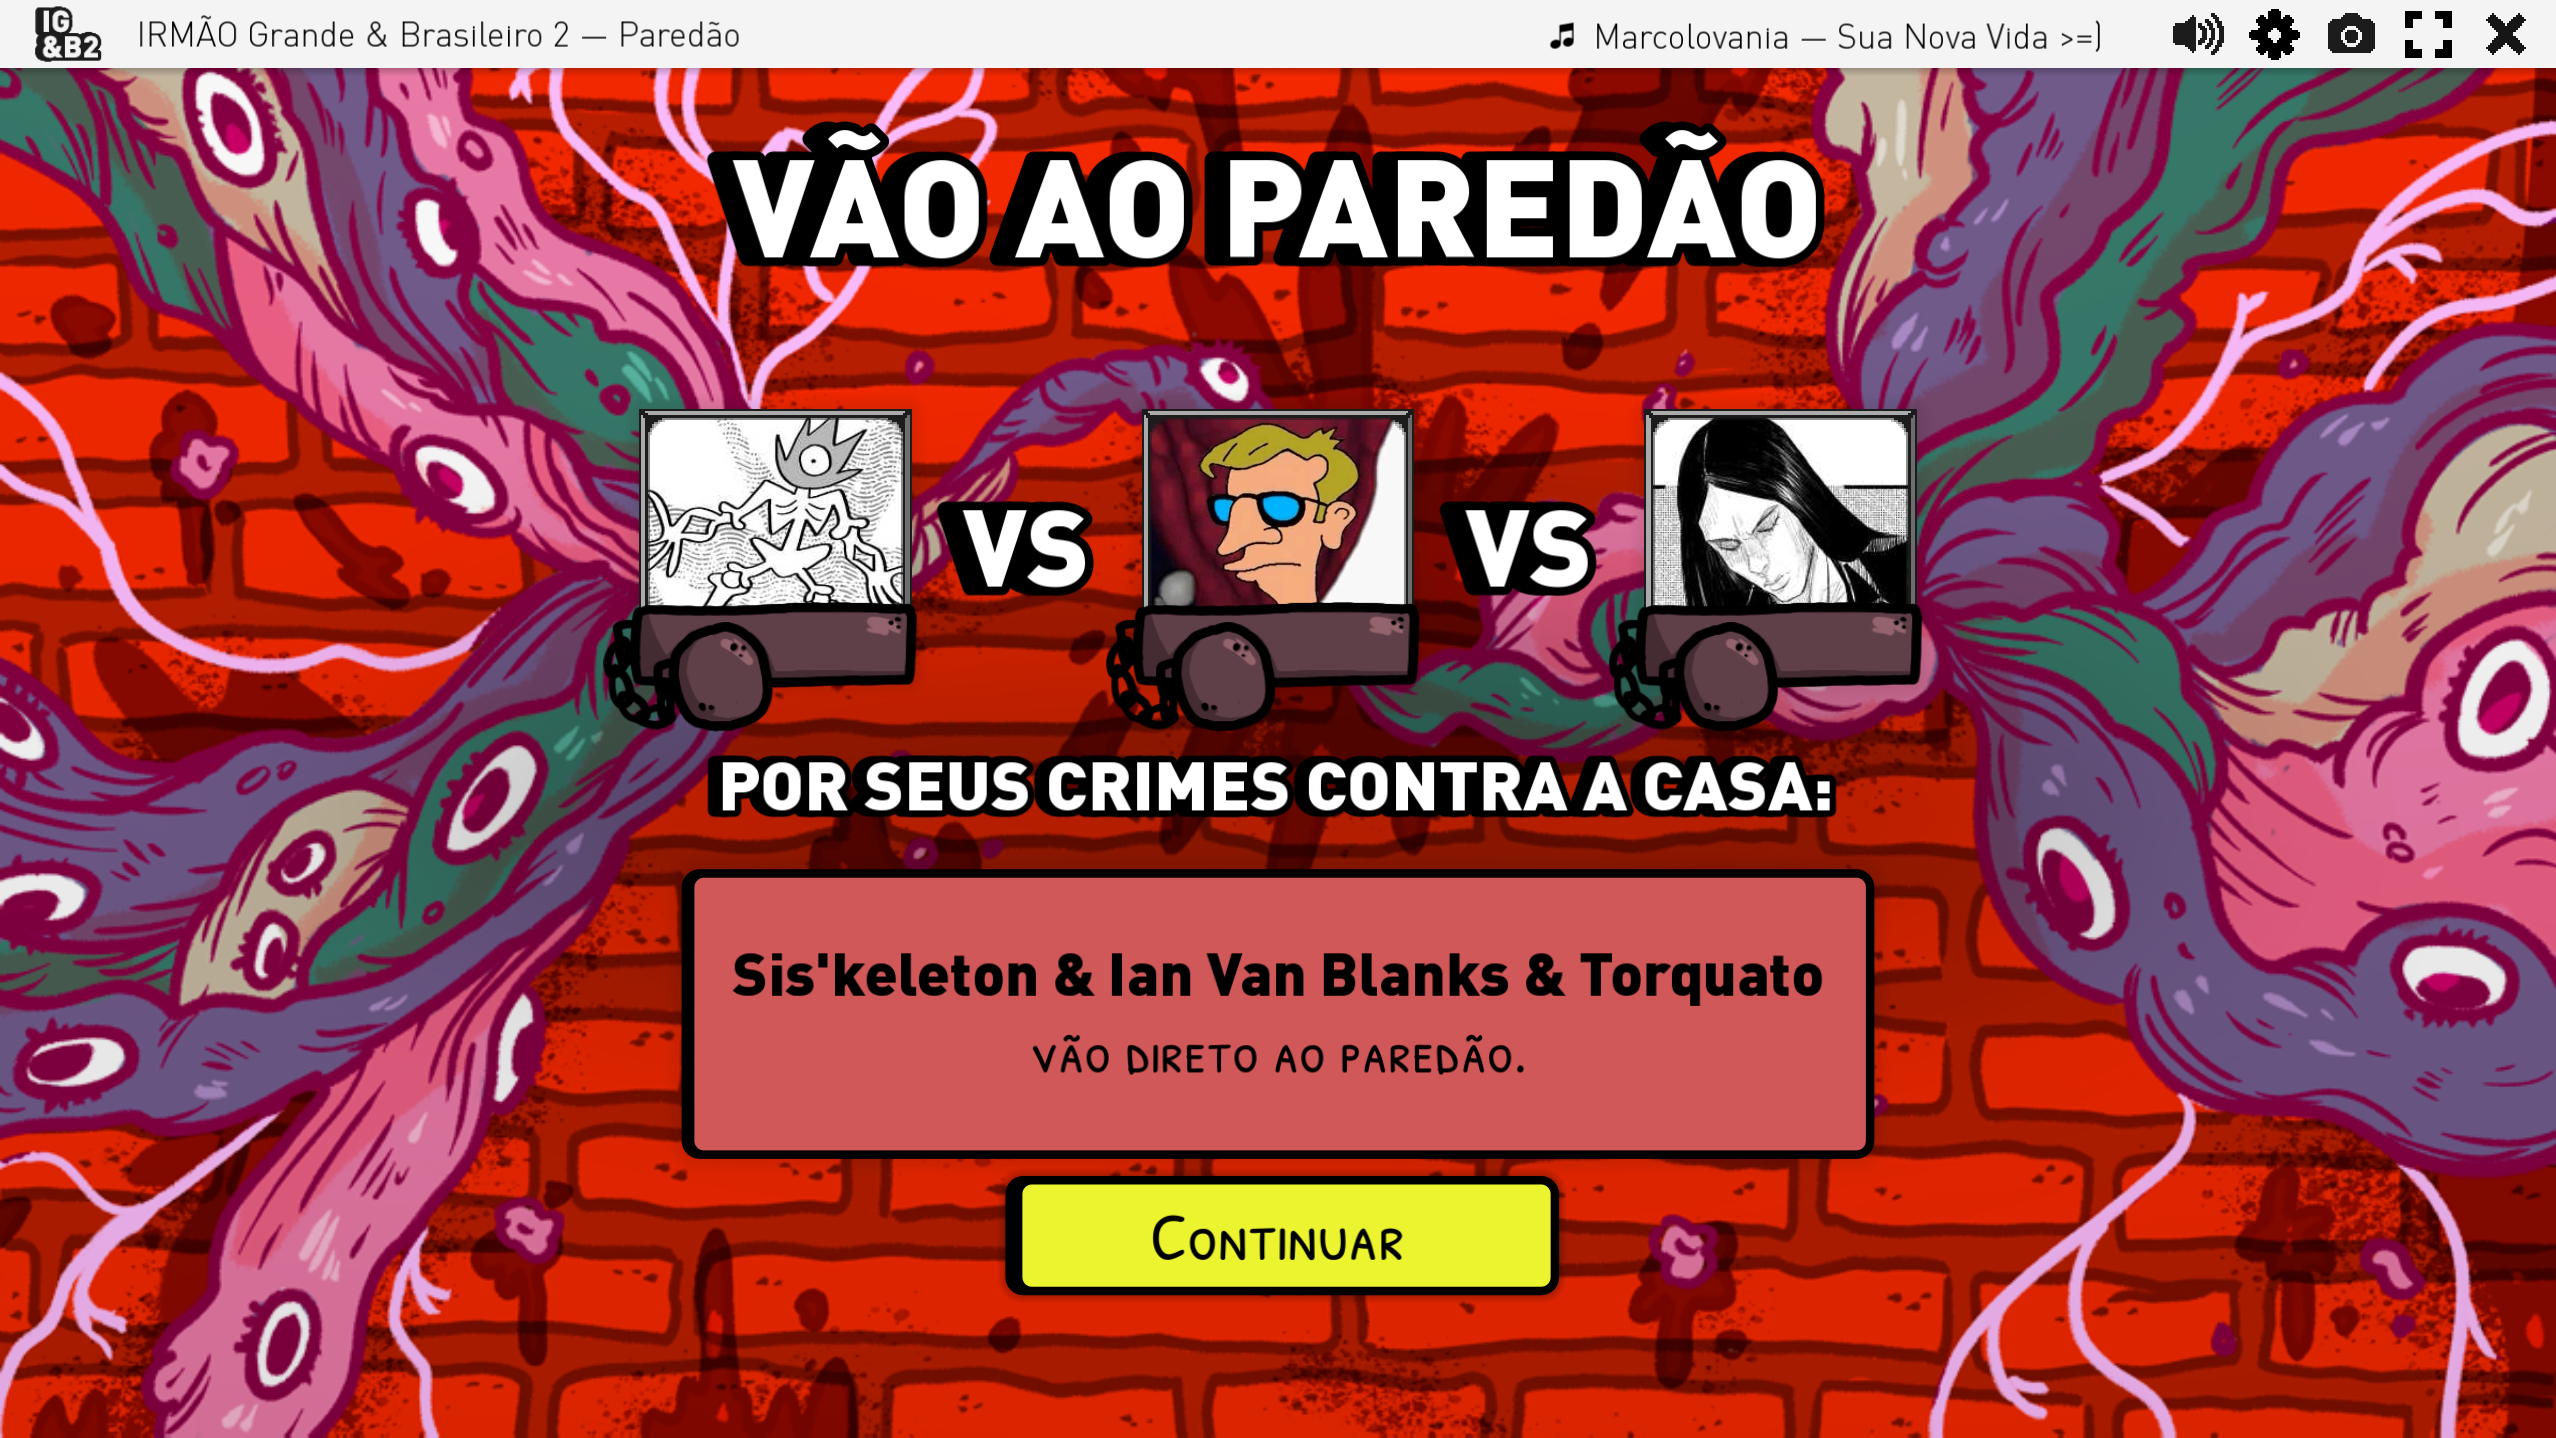 IG
&B2
IRMÃO Grande & Brasileiro 2 — Paredão
Marcolovania — Sua Nova Vida >=)
VÃO AO PAREDÃO
VS
VS
POR SEUS CRIMES CONTRA A CASA:
Sis'keleton & Ian Van Blanks & Torquato
VÃO DIRETO AO PAREDÃO.
CONTINUAR